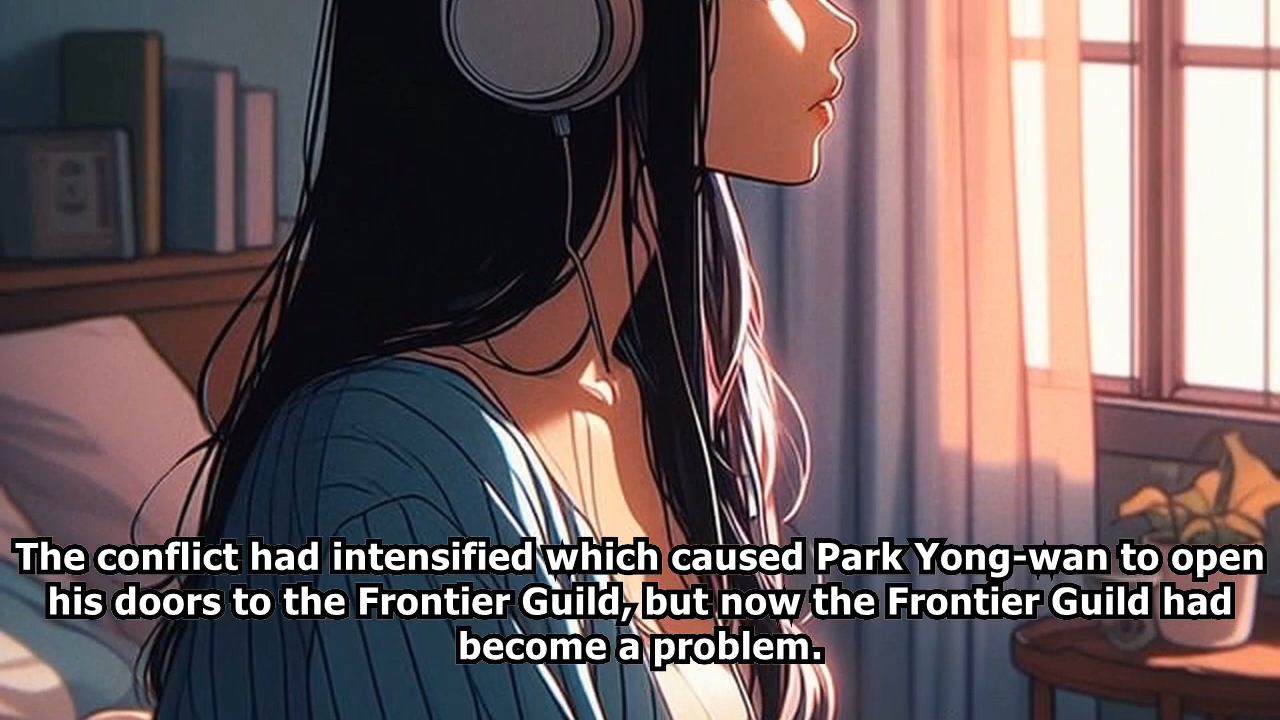 The conflict had intensified which caused Park Yong-wan to open
his doors to the Frontier Guild, but now the Frontier Guild had
become a problem.